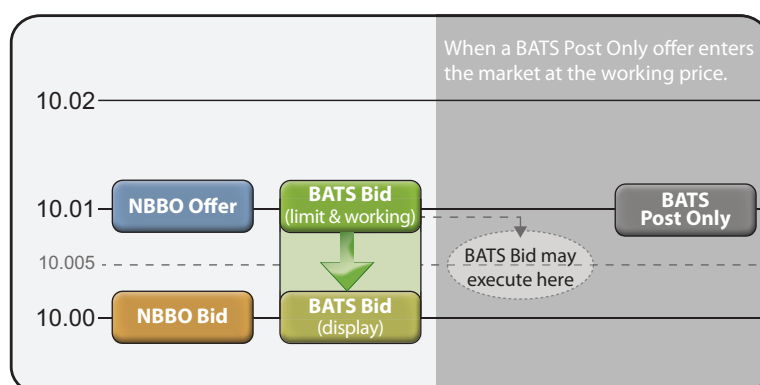 When a BATS Post Only offer enters
the market at the working price.
10.02
10.01
NBBO Offer
BATS Bid
(limit & working)
BATS
Post Only
10.005
BATS Bid may
execute here
10.00
NBBO Bid
BATS Bid
(display)